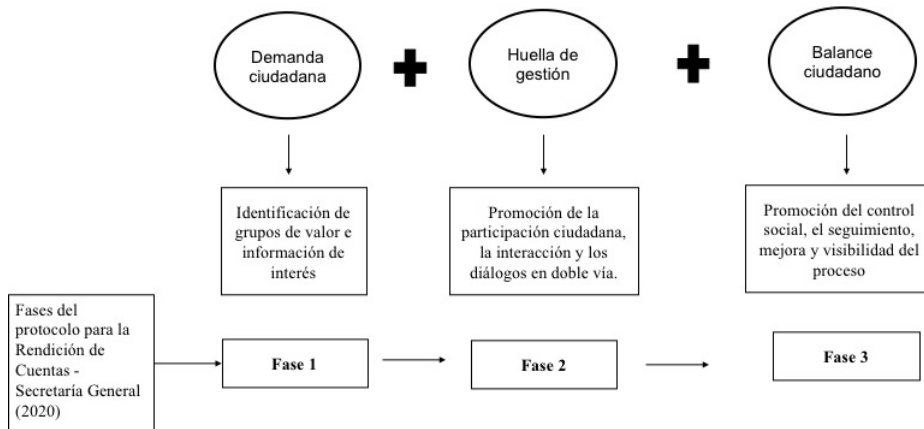 Demanda
ciudadana
Huella de
gestión
Balance
ciudadano
Identificación de
grupos de valor e
información de
interés
Promoción de la
participación ciudadana,
la interacción y los
diálogos en doble vía.
Promoción del control
social, el seguimiento,
mejora y visibilidad del
proceso
Fases del
protocolo para la
Rendición de
Cuentas -
Secretaría General
(2020)
Fase 1
Fase 2
Fase 3